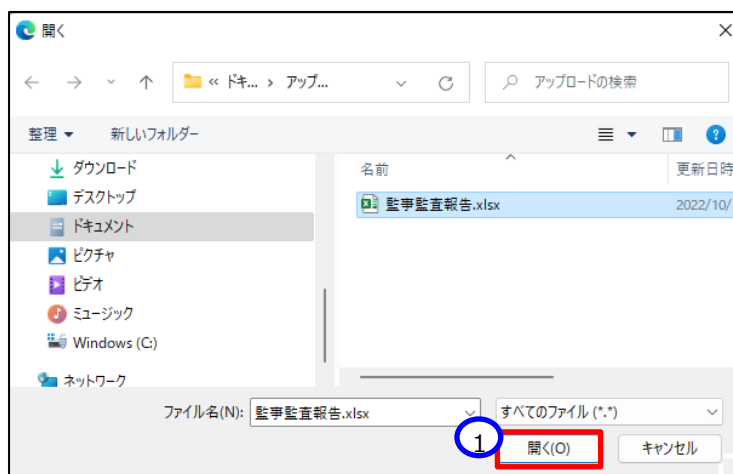 開く
« ドキ... › アップ...
アップロードの検索
整理
新しいフォルダー
ダウンロード
デスクトップ
ドキュメント
ピクチャ
ビデオ
ミュージック
Windows (C:)
ネットワーク
名前
更新日時
監事監査報告.xlsx
2022/10/
ファイル名(N):
監事監査報告.xlsx
すべてのファイル (*.*)
1
開く(O)
キャンセル